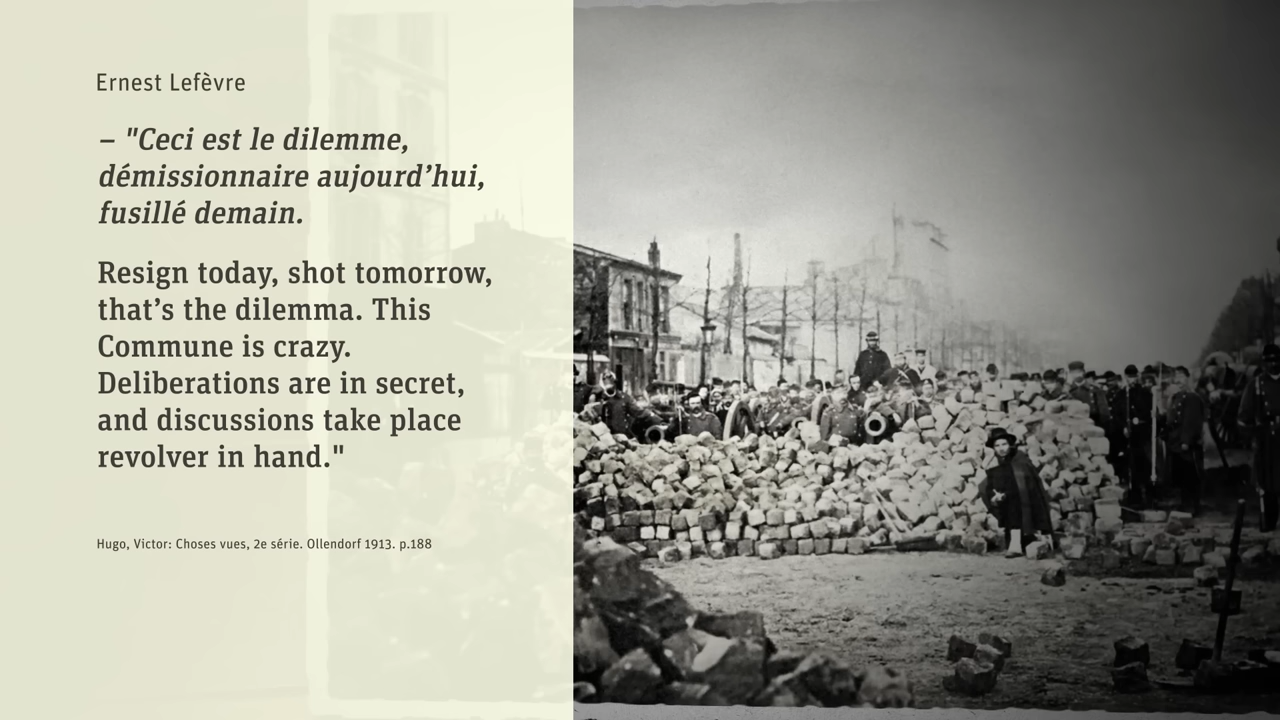 Ernest Lefèvre
– "Ceci est le dilemme,
démissionnaire aujourd’hui,
fusillé demain.
Resign today, shot tomorrow,
that’s the dilemma. This
Commune is crazy.
Deliberations are in secret,
and discussions take place
revolver in hand."
Hugo, Victor: Choses vues, 2e série. Ollendorf 1913. p.188